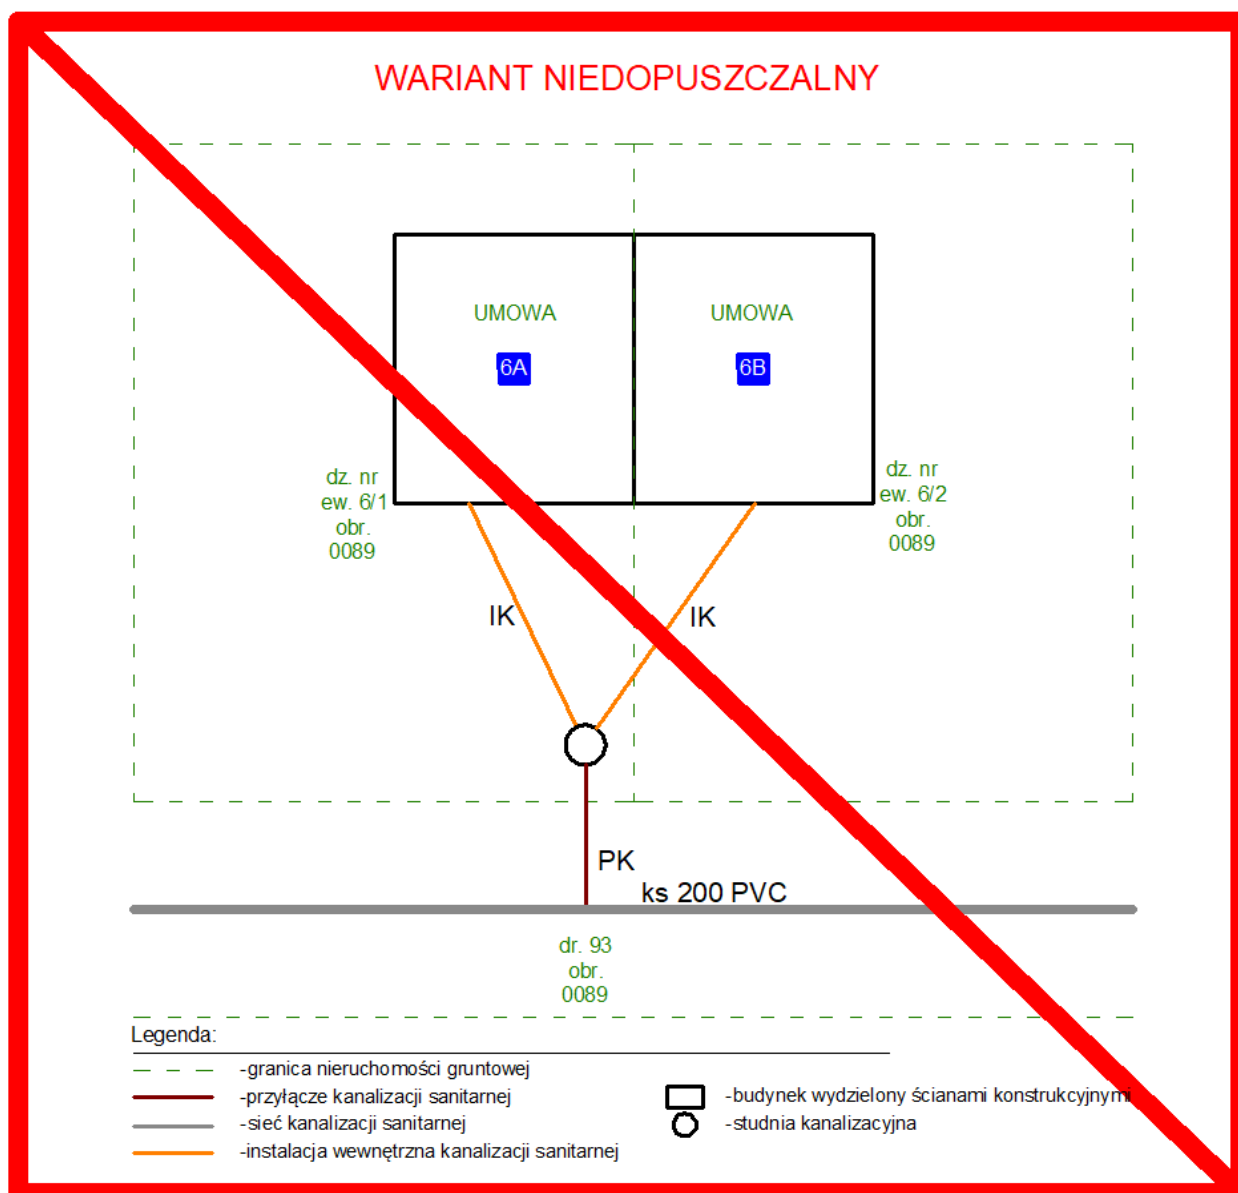 WARIANT NIEDOPUSZCZALNY
UMOWA
UMOWA
6A
6B
dz. nr
ew. 6/1
obr.
0089
dz. nr
ew. 6/2
obr.
0089
IK
IK
PK
ks 200 PVC
dr. 93
obr.
0089
Legenda:
-granica nieruchomości gruntowej
-przyłącze kanalizacji sanitarnej
-sieć kanalizacji sanitarnej
-instalacja wewnętrzna kanalizacji sanitarnej
-budynek wydzielony ścianami konstrukcyjnymi
-studnia kanalizacyjna